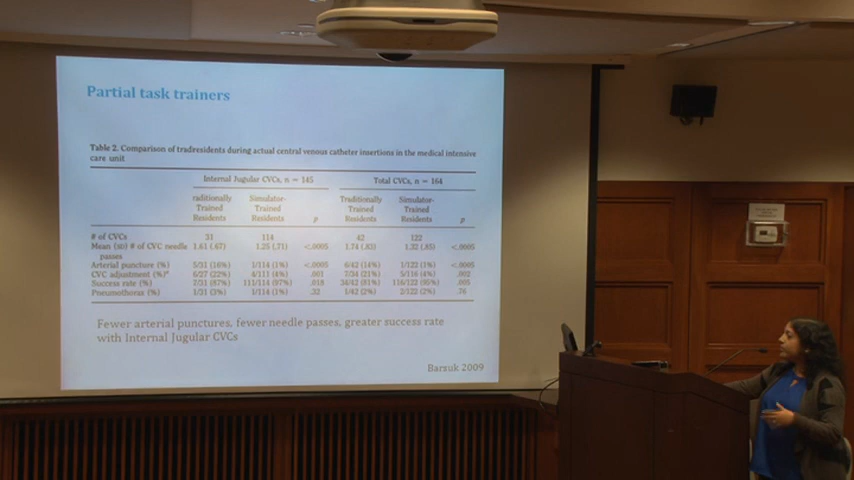 Partial task trainers
Table 2. Comparison of tradresidents during actual central venous catheter insertions in the medical intensive
care unit
Internal Jugular CVCs, n = 145 Total CVCs, n = 164
raditionally Simulator- Traditionally Simulator-
Trained Trained Trained Trained
Residents Residents p Residents Residents p
# of CVCs 31 114 42 122
Mean (SD) # of CVC needle 1.61 (.67) 1.25 (.71) <.0005 1.74 (.83) 1.32 (.85) <.0005
passes
Arterial puncture (%) 5/31 (16%) 1/114 (1%) <.0005 6/42 (14%) 1/122 (1%) <.0005
CVC adjustment (%) 6/27 (22%) 4/111 (4%) .001 7/34 (21%) 5/116 (4%) .002
Success rate (%) (87%) 111/114 (97%) .018 34/42 (81%) 116/122 (95%) .005
Pneumothorax (%) 1/31 (3%) 1/114 (1%) .32 1/42 (2%) 2/122 (2%) .76
Fewer arterial punctures, fewer needle passes, greater success rate
with Internal Jugular CVCs
Barsuk 2009